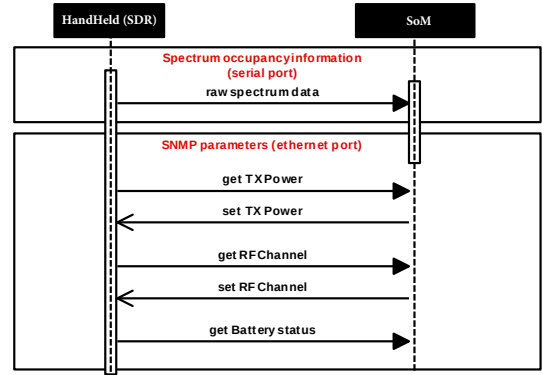 HandHeld (SDR)
SoM
Spectrum occupancy information
(serial port)
raw spectrum data
SNMP parameters (ethernet port)
get TX Power
set TX Power
get RF Channel
set RF Channel
get Battery status